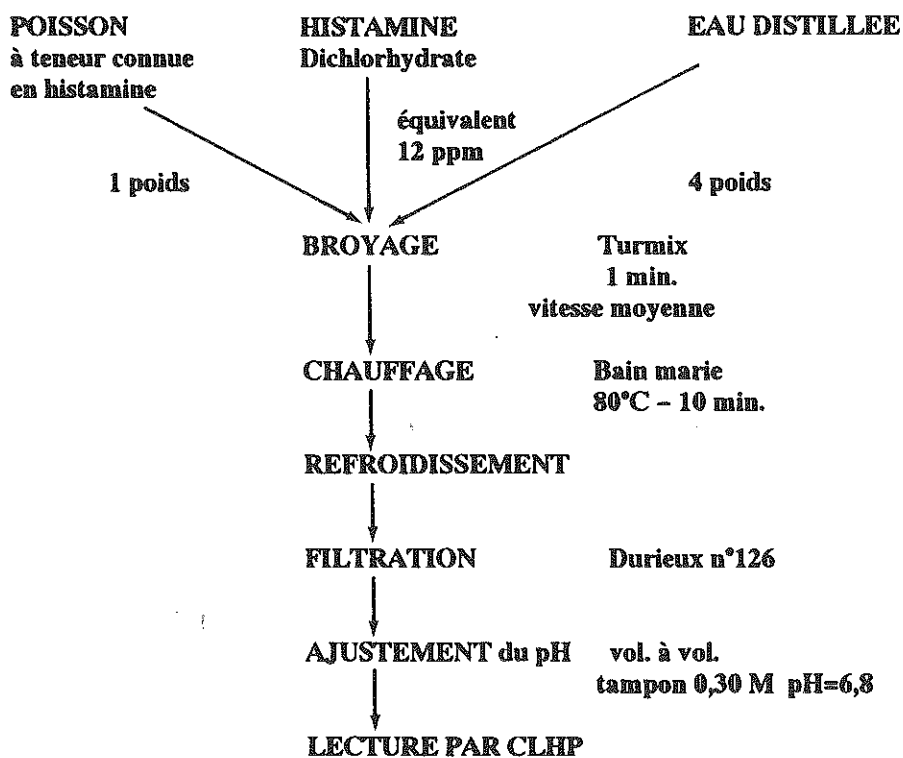 POISSON
à teneur connue
en histamine
HISTAMINE
Dichlorhydrate
EAU DISTILLEE
équivalent
12 ppm
1 poids
4 poids
BROYAGE
Turmix
1 min.
vitesse moyenne
CHAUFFAGE
Bain marie
80°C – 10 min.
REFROIDISSEMENT
FILTRATION
Durieux n°126
AJUSTEMENT du pH
vol. à vol.
tampon 0,30 M pH=6,8
LECTURE PAR CLHP